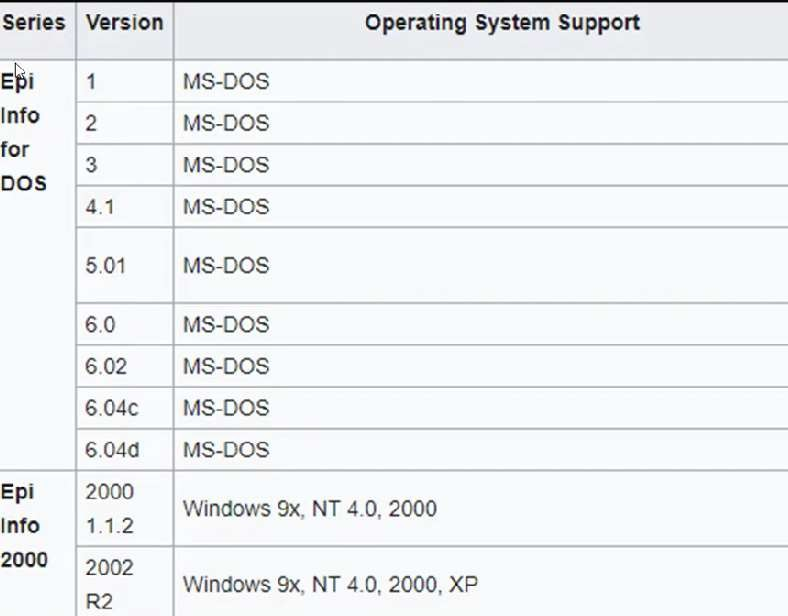 Series Version Operating System Support
Epi Info for DOS 1 MS-DOS
2 MS-DOS
3 MS-DOS
4.1 MS-DOS
5.01 MS-DOS
6.0 MS-DOS
6.02 MS-DOS
6.04c MS-DOS
6.04d MS-DOS
Epi Info 2000 2000 1.1.2 Windows 9x, NT 4.0, 2000
2002 R2 Windows 9x, NT 4.0, 2000, XP